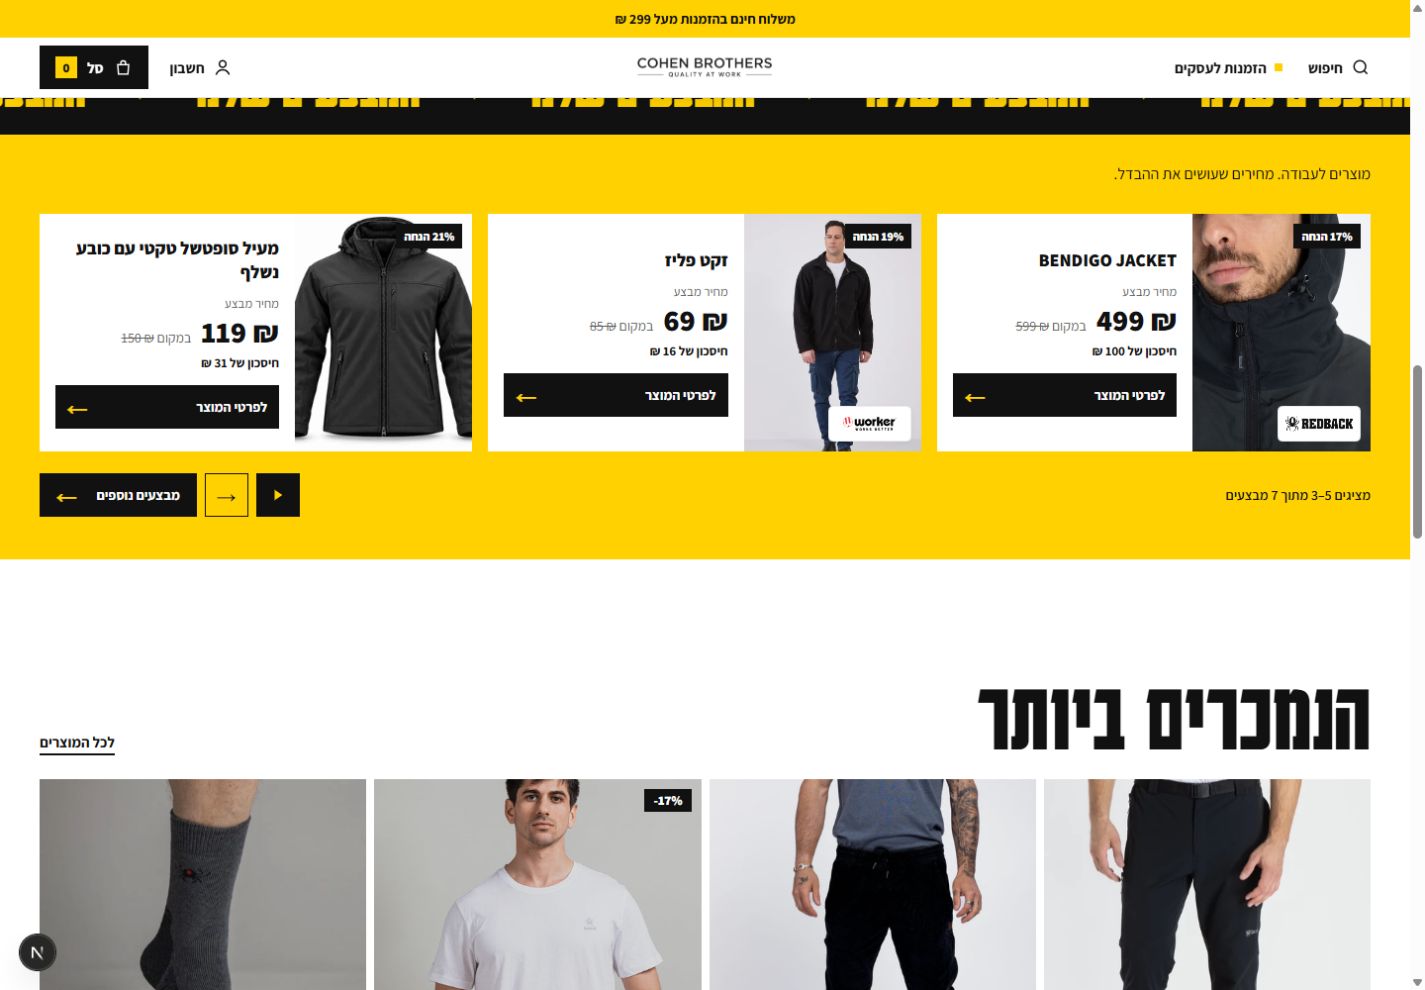 משלוח חינם בהזמנות מעל 299 ₪
חיפוש
הזמנות לעסקים
COHEN BROTHERS
QUALITY AT WORK
חשבון
סל
0
מוצרים לעבודה. מחירים שעושים את ההבדל.
17% הנחה
REDBACK
BENDIGO JACKET
מחיר מבצע
₪ 499 במקום ₪ 599
חיסכון של 100 ₪
לפרטי המוצר ←
19% הנחה
worker
WORKS BETTER
זקט פליז
מחיר מבצע
₪ 69 במקום ₪ 85
חיסכון של 16 ₪
לפרטי המוצר ←
21% הנחה
מעיל סופטשל טקטי עם כובע
נשלף
מחיר מבצע
₪ 119 במקום ₪ 150
חיסכון של 31 ₪
לפרטי המוצר ←
מציגים 3–5 מתוך 7 מבצעים
→
מבצעים נוספים ←
הנמכרים ביותר
לכל המוצרים
-17%
N